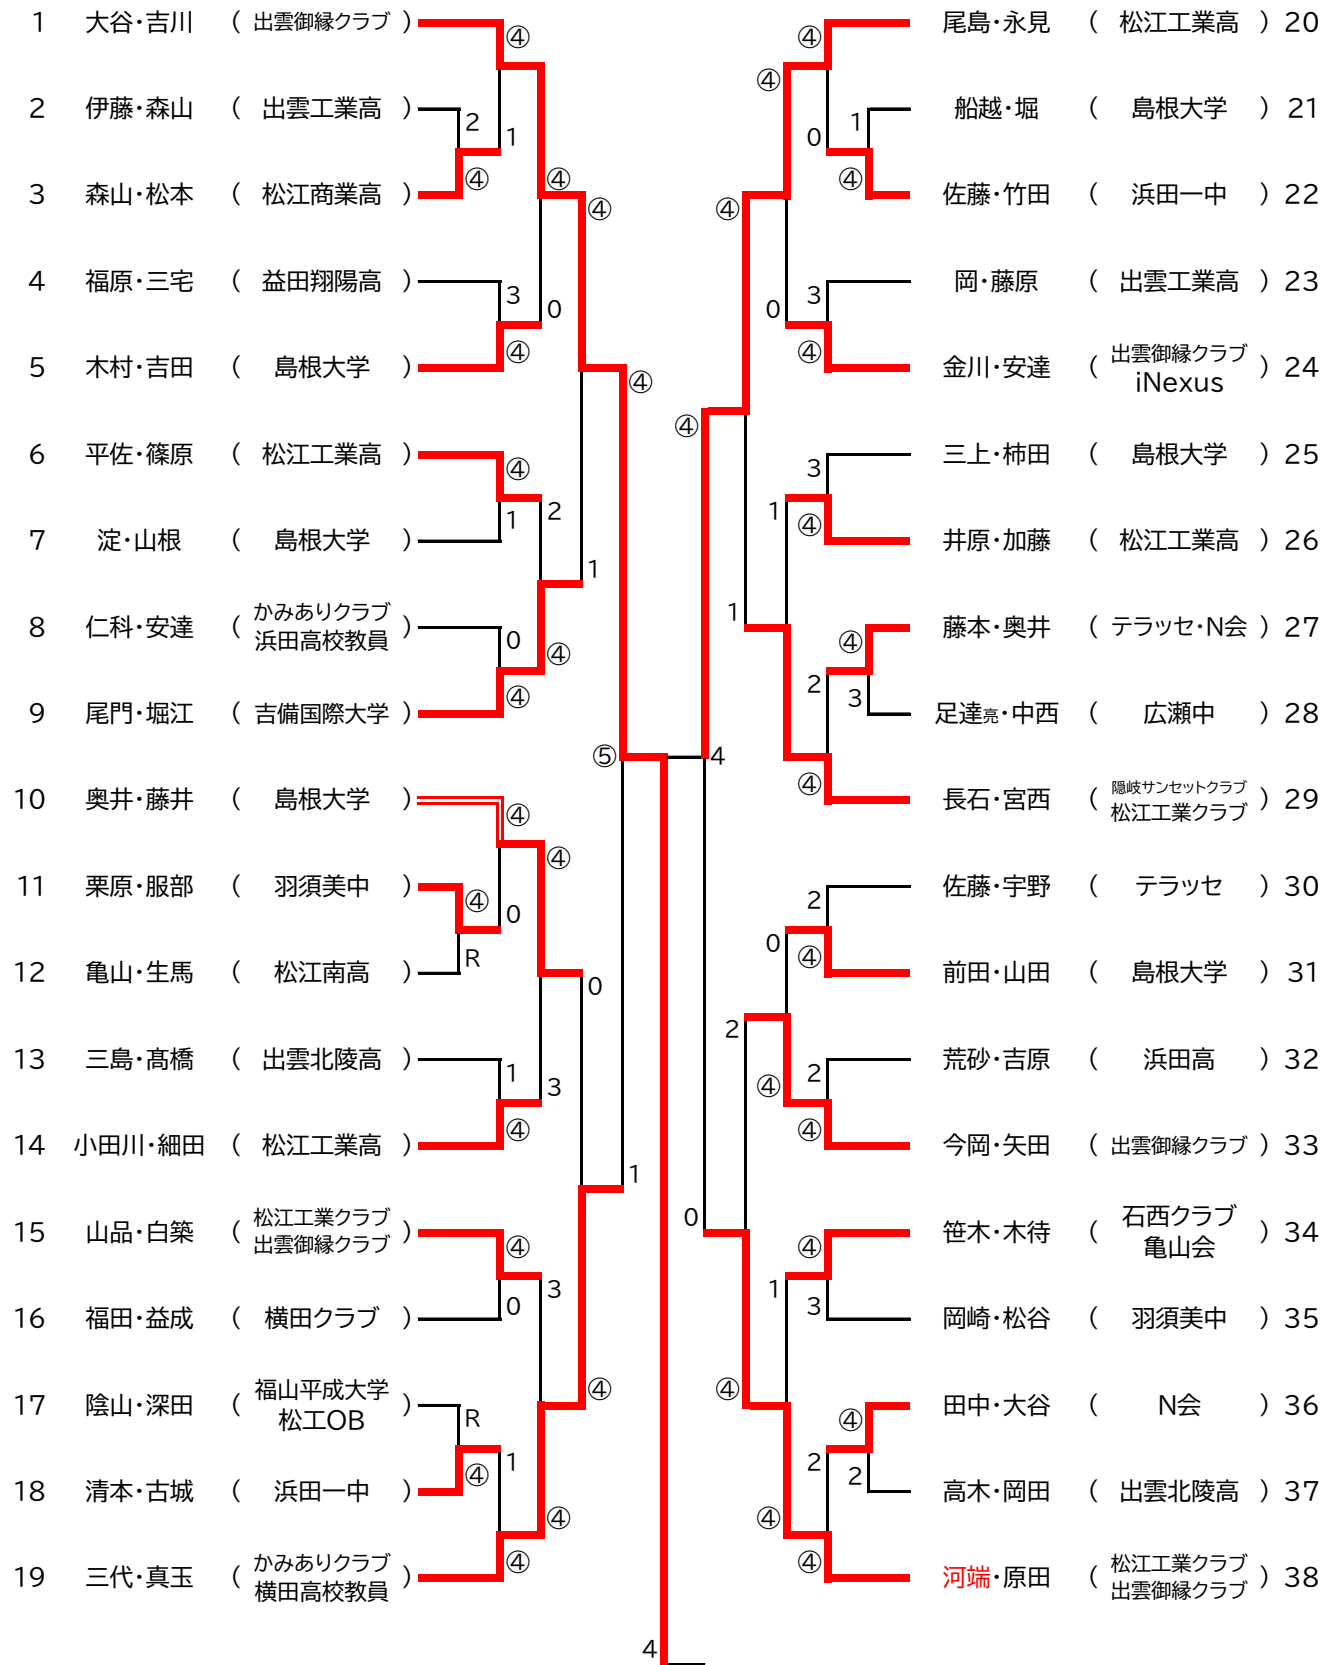 1 大谷・吉川 ( 出雲御縁クラブ )
2 伊藤・森山 ( 出雲工業高 )
3 森山・松本 ( 松江商業高 )
4 福原・三宅 ( 益田翔陽高 )
5 木村・吉田 ( 島根大学 )
6 平佐・篠原 ( 松江工業高 )
7 淀・山根 ( 島根大学 )
8 仁科・安達 ( かみありクラブ
浜田高校教員 )
9 尾門・堀江 ( 吉備国際大学 )
10 奥井・藤井 ( 島根大学 )
11 栗原・服部 ( 羽須美中 )
12 亀山・生馬 ( 松江南高 )
13 三島・髙橋 ( 出雲北陵高 )
14 小田川・細田 ( 松江工業高 )
15 山品・白築 ( 松江工業クラブ
出雲御縁クラブ )
16 福田・益成 ( 横田クラブ )
17 陰山・深田 ( 福山平成大学
松工OB )
18 清本・古城 ( 浜田一中 )
19 三代・真玉 ( かみありクラブ
横田高校教員 )
④
2
1
④
④
④
3
0
④
④
④
1
2
1
0
④
④
⑤
④
④
④
0
R
0
1
3
④
1
④
3
0
④
R
④
1
④
④
4
④
④
1
0
④
④
3
0
④
④
3
1
④
1
④
2
3
4
④
2
0
④
2
2
④
④
0
④
1
3
④
④
2
2
④
④
尾島・永見 ( 松江工業高 ) 20
船越・堀 ( 島根大学 ) 21
佐藤・竹田 ( 浜田一中 ) 22
岡・藤原 ( 出雲工業高 ) 23
金川・安達 ( 出雲御縁クラブ
iNexus ) 24
三上・柿田 ( 島根大学 ) 25
井原・加藤 ( 松江工業高 ) 26
藤本・奥井 ( テラッセ・N会 ) 27
足達亮・中西 ( 広瀬中 ) 28
長石・宮西 ( 隠岐サンセットクラブ
松江工業クラブ ) 29
佐藤・宇野 ( テラッセ ) 30
前田・山田 ( 島根大学 ) 31
荒砂・吉原 ( 浜田高 ) 32
今岡・矢田 ( 出雲御縁クラブ ) 33
笹木・木待 ( 石西クラブ
亀山会 ) 34
岡崎・松谷 ( 羽須美中 ) 35
田中・大谷 ( N会 ) 36
高木・岡田 ( 出雲北陵高 ) 37
河端・原田 ( 松江工業クラブ
出雲御縁クラブ ) 38